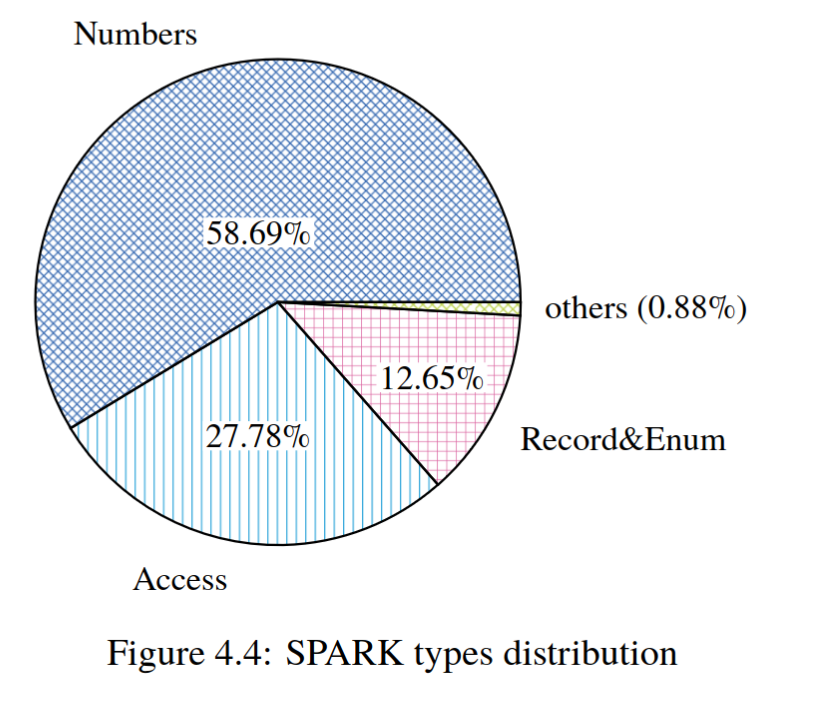 Numbers
58.69%
others (0.88%)
12.65%
27.78%
Record&Enum
Access
Figure 4.4: SPARK types distribution